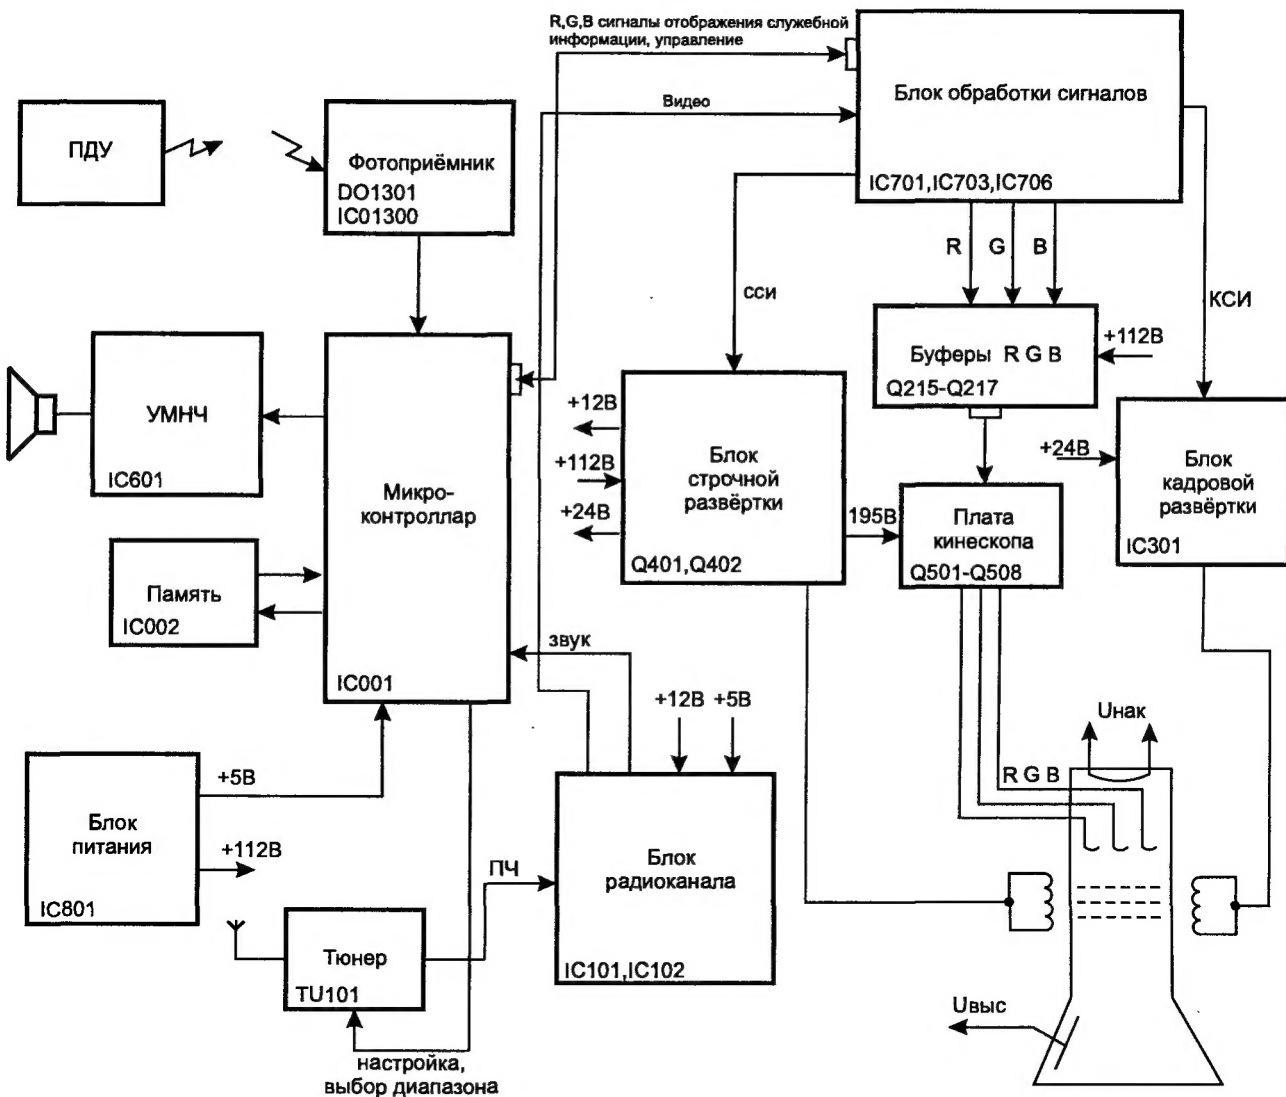 R,G,B сигналы отображения служебной
информации, управление
Блок обработки сигналов
IC701,IC703,IC706
Видео
ПДУ
Фотоприёмник
DO1301
IC01300
R
G
B
ССИ
КСИ
Буферы R G B
Q215-Q217
+112В
УМНЧ
IC601
Микро-
контроллар
IC001
+12В
+112В
+24В
Блок
строчной
развёртки
Q401,Q402
195В
Плата
кинескопа
Q501-Q508
+24В
Блок
кадровой
развёртки
IC301
Память
IC002
звук
+12В
+5В
Uнак
R G B
Блок
питания
IC801
+5В
+112В
ПЧ
Блок
радиоканала
IC101,IC102
Тюнер
TU101
Uвыс
настройка,
выбор диапазона